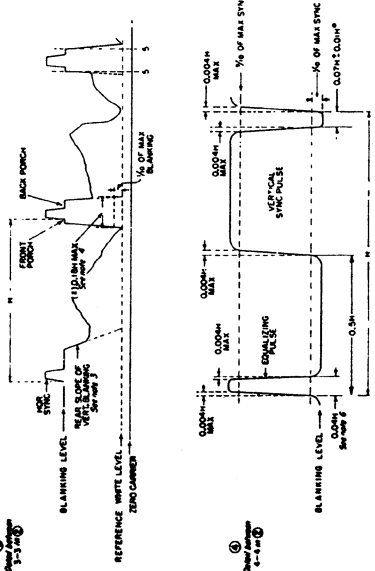 Detail between
3-3 in ②
HOR
SYNC
H
FRONT
PORCH
BACK PORCH
BLANKING LEVEL
REAR SLOPE OF
VERT. BLANKING
See note 3
0.18H MAX
See note 4
1/10 OF MAX
BLANKING
5
5
REFERENCE WHITE LEVEL
ZERO CARRIER
④
Detail between
4-4 in ②
0.004H
MAX
0.004H
MAX
0.004H
MAX
0.004H
MAX
0.004H
MAX
9/10 OF MAX SYNC
EQUALIZING
PULSE
VERTICAL
SYNC PULSE
1/10 OF MAX SYNC
BLANKING LEVEL
0.04H
See note 6
0.5H
H
0.07H ± 0.01H